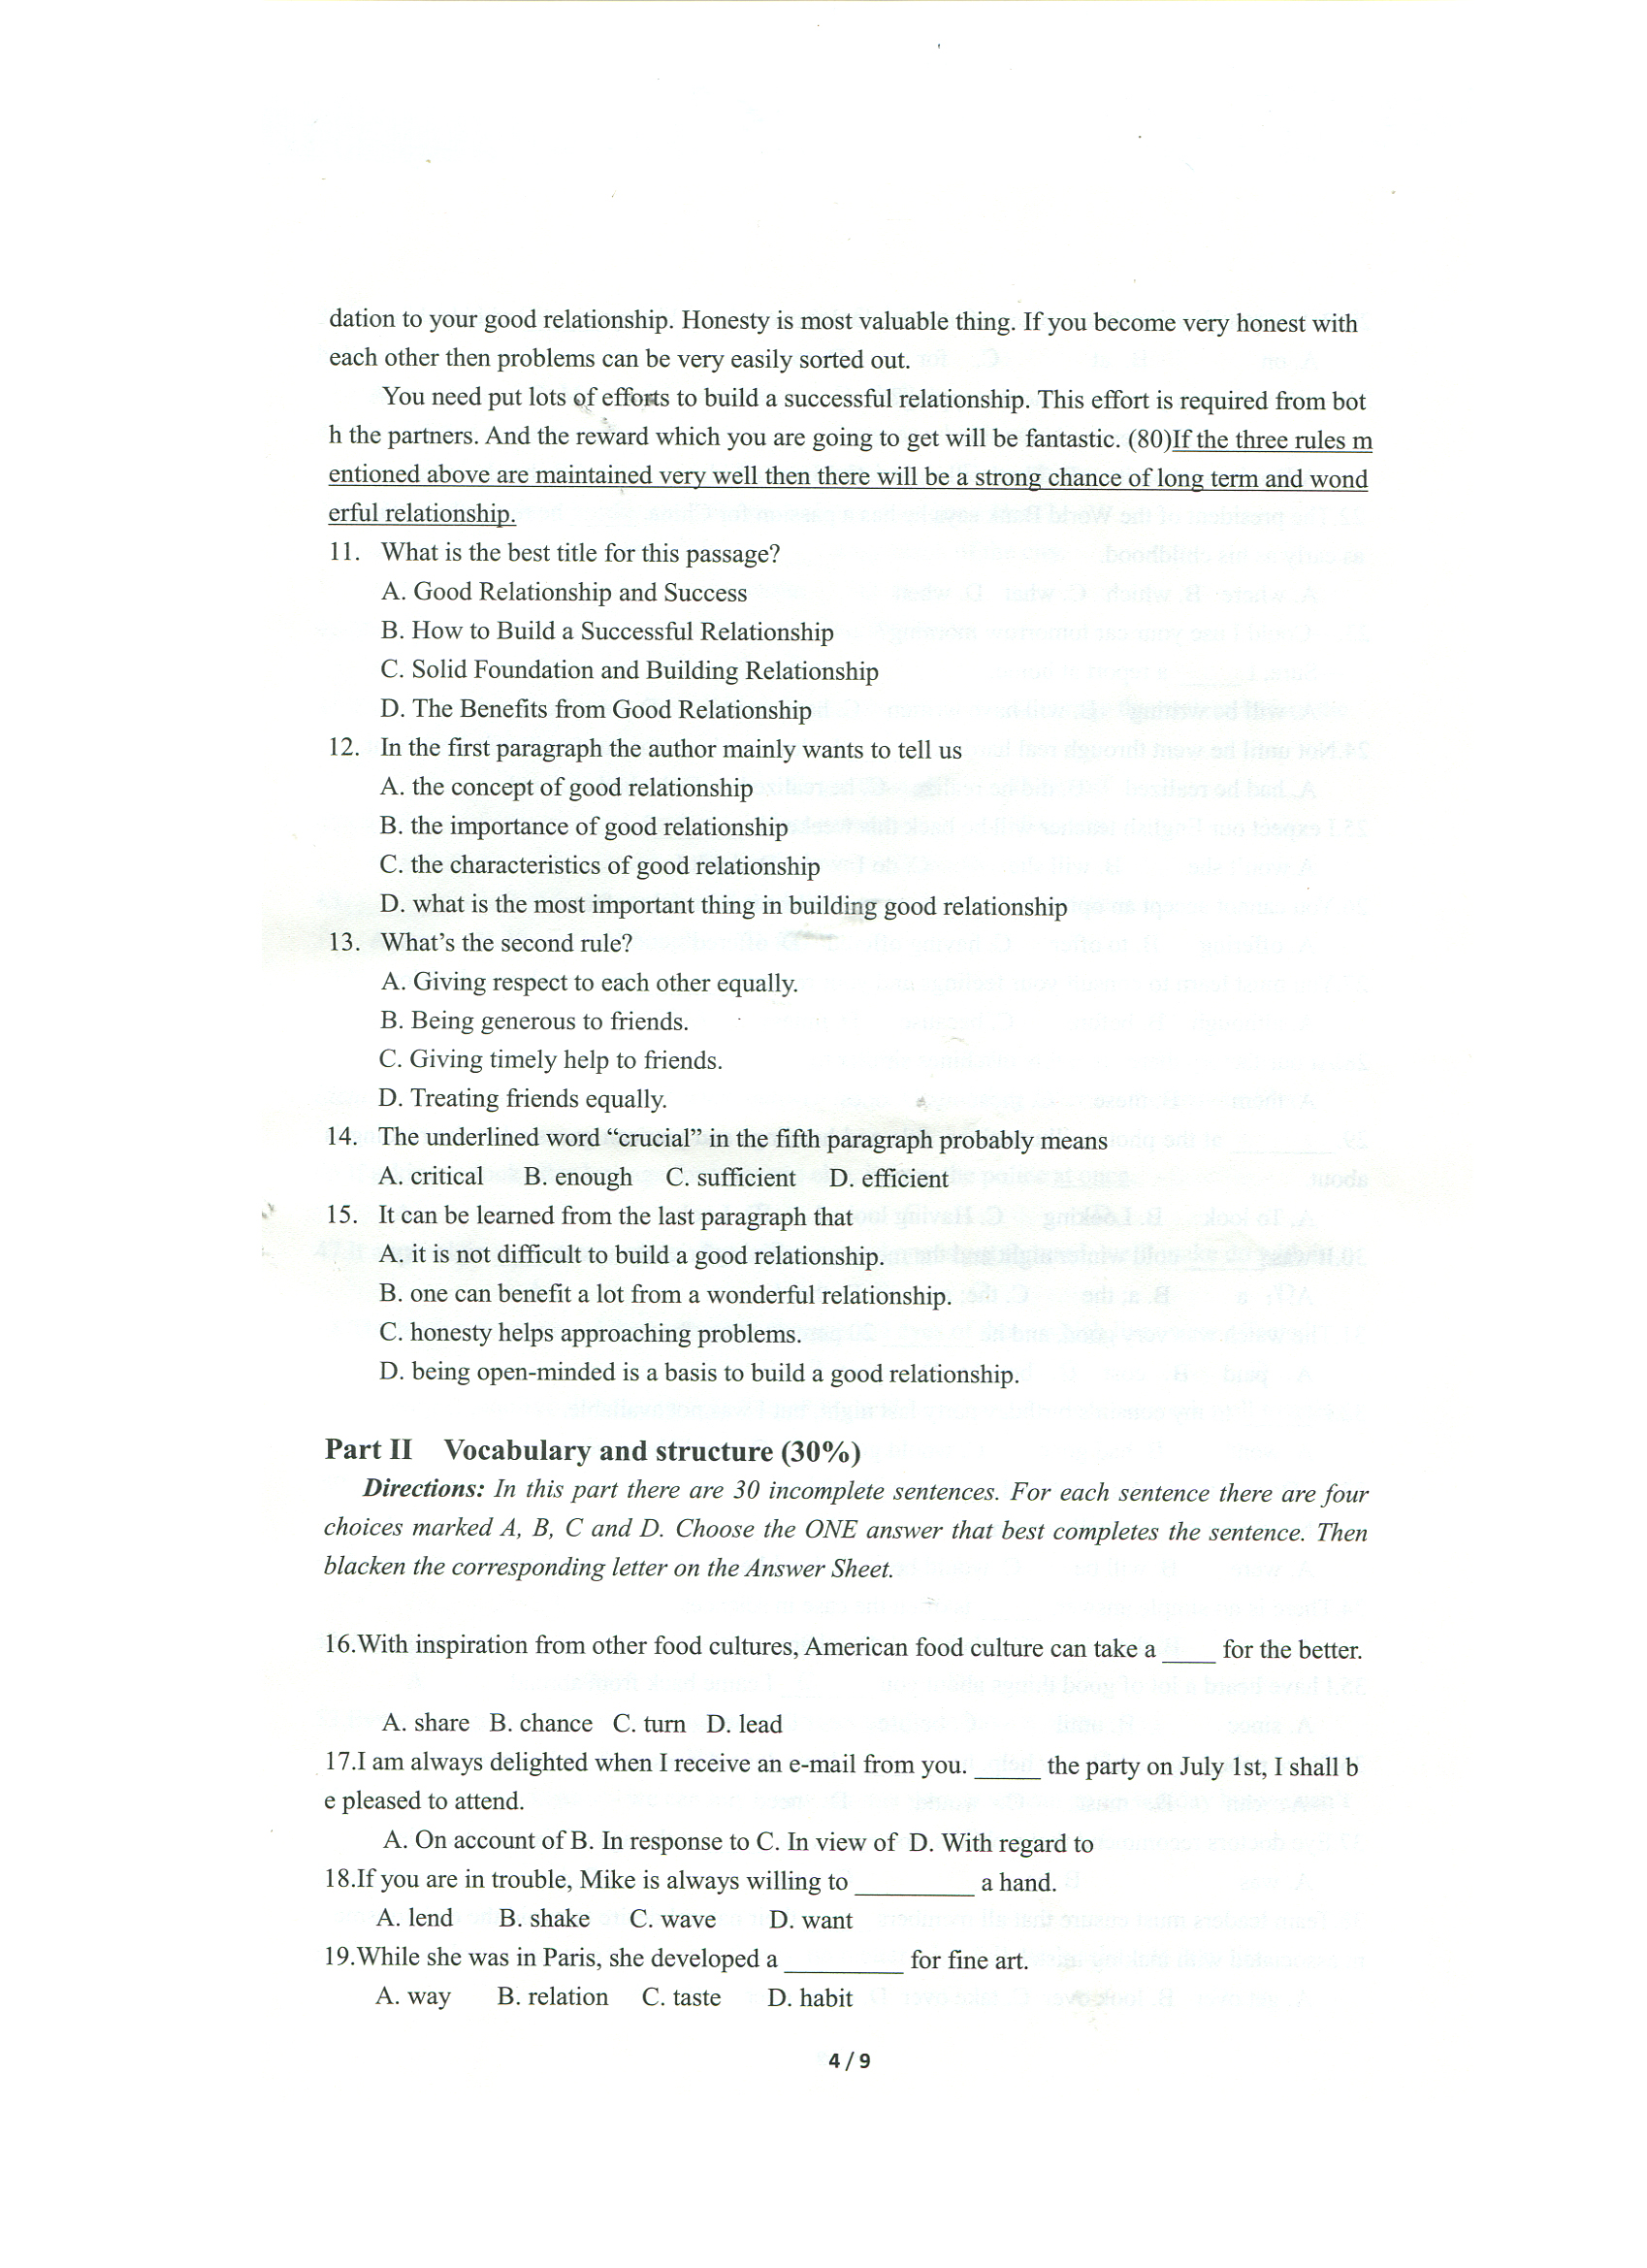 dation to your good relationship. Honesty is most valuable thing. If you become very honest with
each other then problems can be very easily sorted out.
You need put lots of efforts to build a successful relationship. This effort is required from bot
h the partners. And the reward which you are going to get will be fantastic. (80)If the three rules m
entioned above are maintained very well then there will be a strong chance of long term and wond
erful relationship.
11. What is the best title for this passage?
A. Good Relationship and Success
B. How to Build a Successful Relationship
C. Solid Foundation and Building Relationship
D. The Benefits from Good Relationship
12. In the first paragraph the author mainly wants to tell us
A. the concept of good relationship
B. the importance of good relationship
C. the characteristics of good relationship
D. what is the most important thing in building good relationship
13. What's the second rule?
A. Giving respect to each other equally.
B. Being generous to friends.
C. Giving timely help to friends.
D. Treating friends equally.
14. The underlined word “crucial” in the fifth paragraph probably means
A. critical B. enough C. sufficient D. efficient
15. It can be learned from the last paragraph that
A. it is not difficult to build a good relationship.
B. one can benefit a lot from a wonderful relationship.
C. honesty helps approaching problems.
D. being open-minded is a basis to build a good relationship.
Part II Vocabulary and structure (30%)
Directions: In this part there are 30 incomplete sentences. For each sentence there are four
choices marked A, B, C and D. Choose the ONE answer that best completes the sentence. Then
blacken the corresponding letter on the Answer Sheet.
16.With inspiration from other food cultures, American food culture can take a ____ for the better.
A. share B. chance C. turn D. lead
17.I am always delighted when I receive an e-mail from you. _____ the party on July 1st, I shall b
e pleased to attend.
A. On account of B. In response to C. In view of D. With regard to
18.If you are in trouble, Mike is always willing to _________ a hand.
A. lend B. shake C. wave D. want
19.While she was in Paris, she developed a _________ for fine art.
A. way B. relation C. taste D. habit
4 / 9